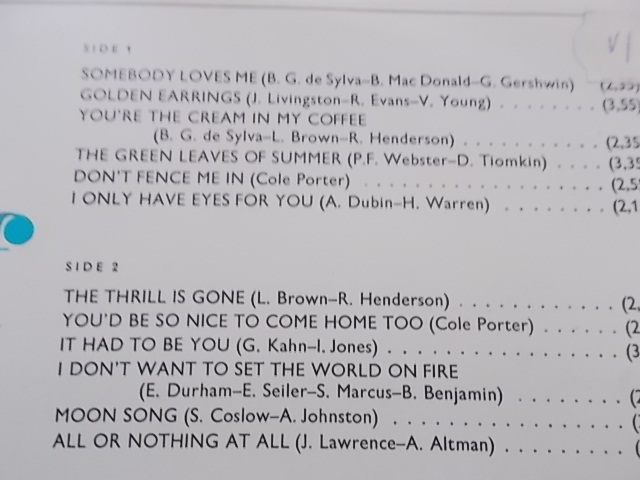 SIDE 1
SOMEBODY LOVES ME (B. G. de Sylva–B. Mac Donald–G. Gershwin) (2,35)
GOLDEN EARRINGS (J. Livingston–R. Evans–V. Young) . . . . . . . . (3,55)
YOU'RE THE CREAM IN MY COFFEE
(B. G. de Sylva–L. Brown–R. Henderson) . . . . . . . . . . . (2,35
THE GREEN LEAVES OF SUMMER (P.F. Webster–D. Tiomkin) . . . . (3,35
DON'T FENCE ME IN (Cole Porter) . . . . . . . . . . . . . . . . . . (2,5
I ONLY HAVE EYES FOR YOU (A. Dubin–H. Warren) . . . . . . . . (2,1
SIDE 2
THE THRILL IS GONE (L. Brown–R. Henderson) . . . . . . . . . . . . (2,
YOU'D BE SO NICE TO COME HOME TOO (Cole Porter) . . . . . . (2
IT HAD TO BE YOU (G. Kahn–I. Jones) . . . . . . . . . . . . . . . . . (3
I DON'T WANT TO SET THE WORLD ON FIRE
(E. Durham–E. Seiler–S. Marcus–B. Benjamin) . . . . . . . . (2
MOON SONG (S. Coslow–A. Johnston) . . . . . . . . . . . . . . . . . (
ALL OR NOTHING AT ALL (J. Lawrence–A. Altman) . . . . . . . . . (